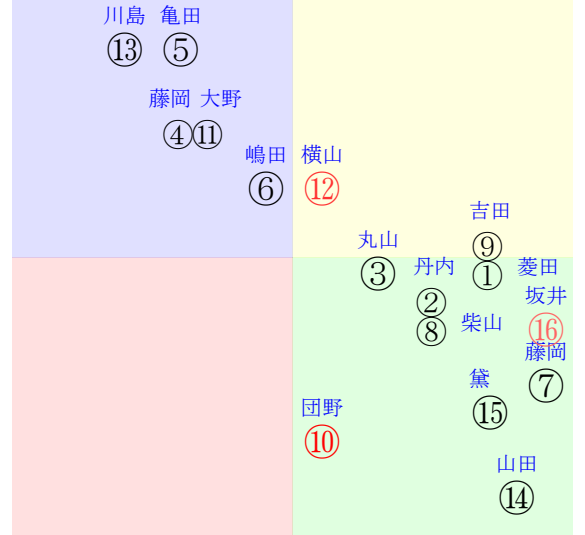 川島 亀田
⑬ ⑤
藤岡 大野
④⑪
嶋田 横山
⑥ ⑫
吉田
丸山 ⑨
丹内 菱田
③ ①
坂井
②
柴山
⑧ ⑯
藤岡
黛 ⑦
団野 ⑮
⑩
山田
⑭